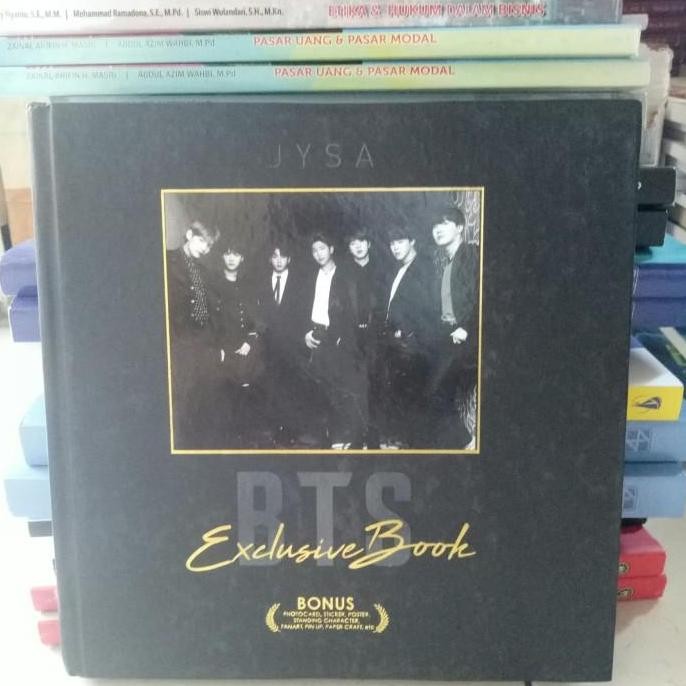 Mohammad Ramadona, S.E., M.Pd. | Siswi Wulandari, S.H., M.Kn. ETIKA & HUKUM DALAM BISNIS
ZAINAL ARIFIN H. MASRI | ABDUL AZIM WAHBI, M.Pd PASAR UANG & PASAR MODAL
ZAINAL ARIFIN H. MASRI | ABDUL AZIM WAHBI, M.Pd PASAR UANG & PASAR MODAL
JYSA
BTS
Exclusive Book
BONUS
PHOTOCARD, STICKER, POSTER,
STANDING CHARACTER,
FANART, PIN UP, PAPER CRAFT, etc